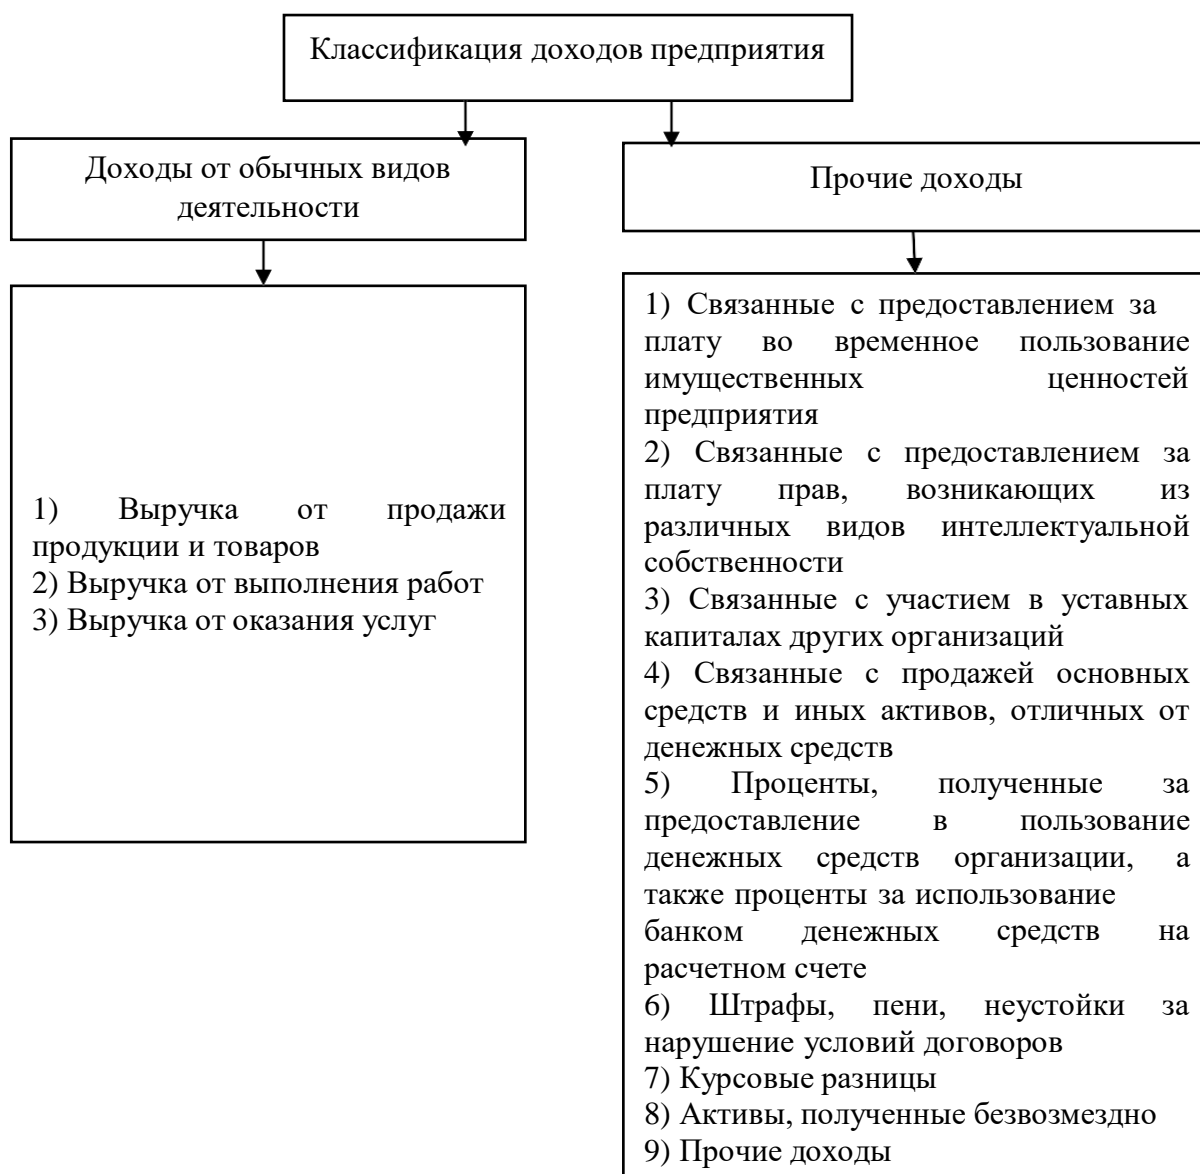 Классификация доходов предприятия
Доходы от обычных видов
деятельности
Прочие доходы
1) Выручка от продажи
продукции и товаров
2) Выручка от выполнения работ
3) Выручка от оказания услуг
1) Связанные с предоставлением за
плату во временное пользование
имущественных ценностей
предприятия
2) Связанные с предоставлением за
плату прав, возникающих из
различных видов интеллектуальной
собственности
3) Связанные с участием в уставных
капиталах других организаций
4) Связанные с продажей основных
средств и иных активов, отличных от
денежных средств
5) Проценты, полученные за
предоставление в пользование
денежных средств организации, а
также проценты за использование
банком денежных средств на
расчетном счете
6) Штрафы, пени, неустойки за
нарушение условий договоров
7) Курсовые разницы
8) Активы, полученные безвозмездно
9) Прочие доходы